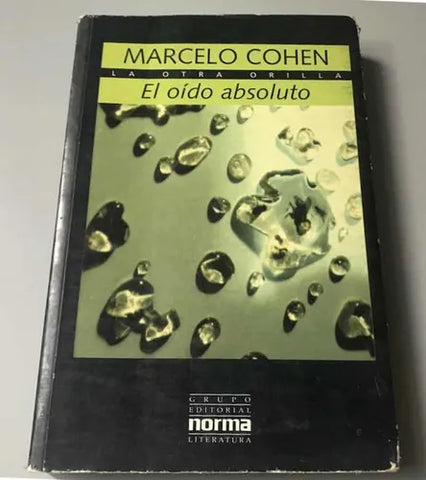 MARCELO COHEN
LA OTRA ORILLA
El oído absoluto
GRUPO
EDITORIAL
norma
LITERATURA